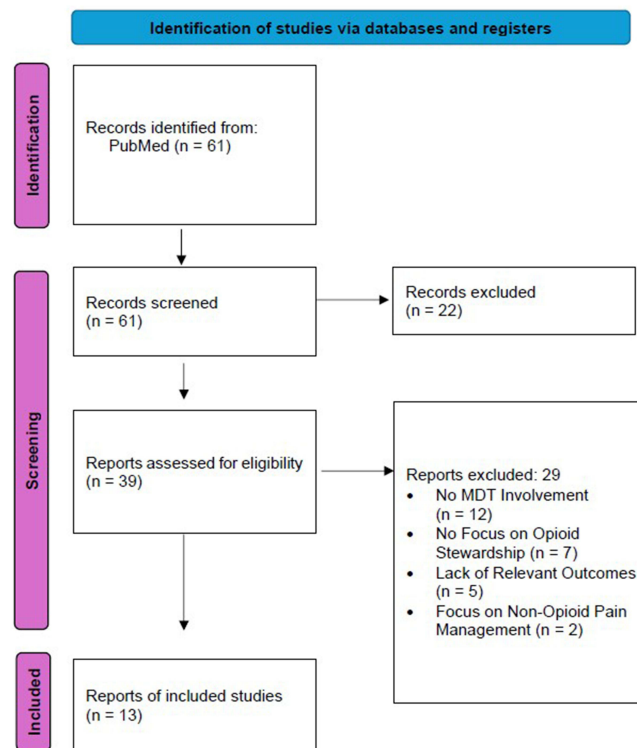 Identification of studies via databases and registers
Identification
Records identified from:
PubMed (n = 61)
Screening
Records screened
(n = 61)
Records excluded
(n = 22)
Reports assessed for eligibility
(n = 39)
Reports excluded: 29
• No MDT Involvement
(n = 12)
• No Focus on Opioid
Stewardship (n = 7)
• Lack of Relevant Outcomes
(n = 5)
• Focus on Non-Opioid Pain
Management (n = 2)
Included
Reports of included studies
(n = 13)